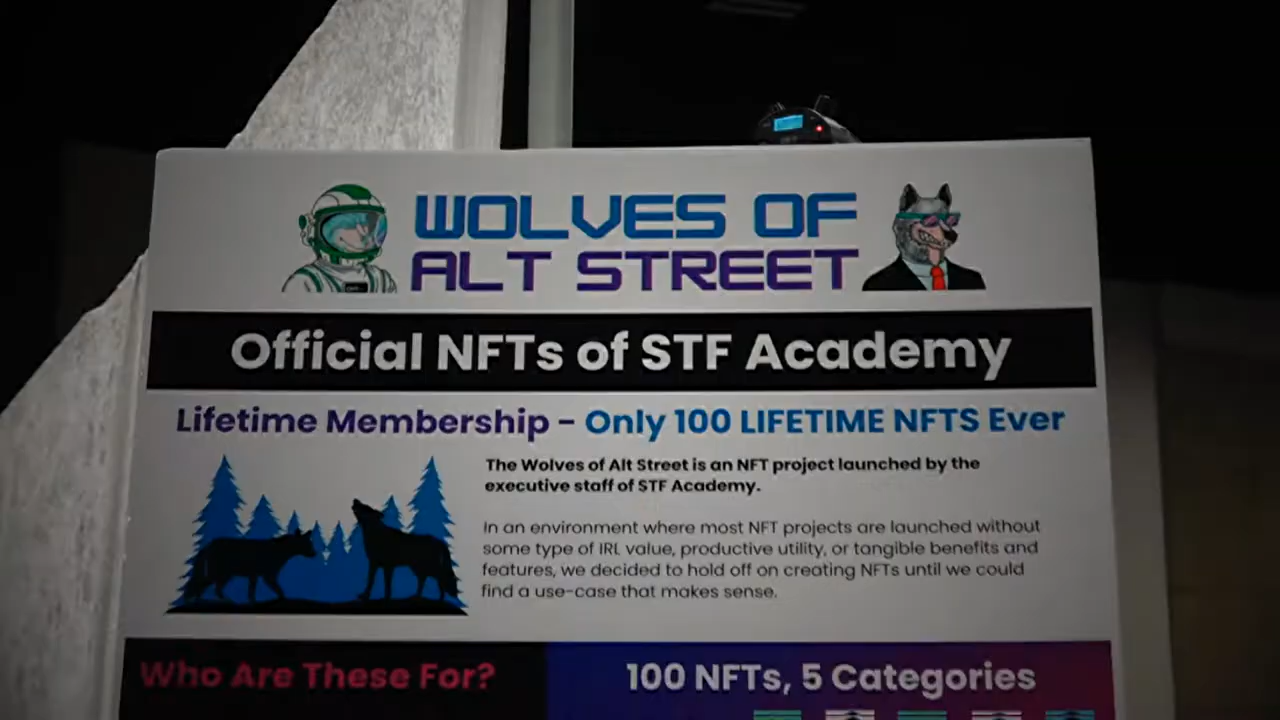 WOLVES OF
ALT STREET
Official NFTs of STF Academy
Lifetime Membership - Only 100 LIFETIME NFTS Ever
The Wolves of Alt Street is an NFT project launched by the
executive staff of STF Academy.
In an environment where most NFT projects are launched without
some type of IRL value, productive utility, or tangible benefits and
features, we decided to hold off on creating NFTs until we could
find a use-case that makes sense.
Who Are These For?
100 NFTs, 5 Categories